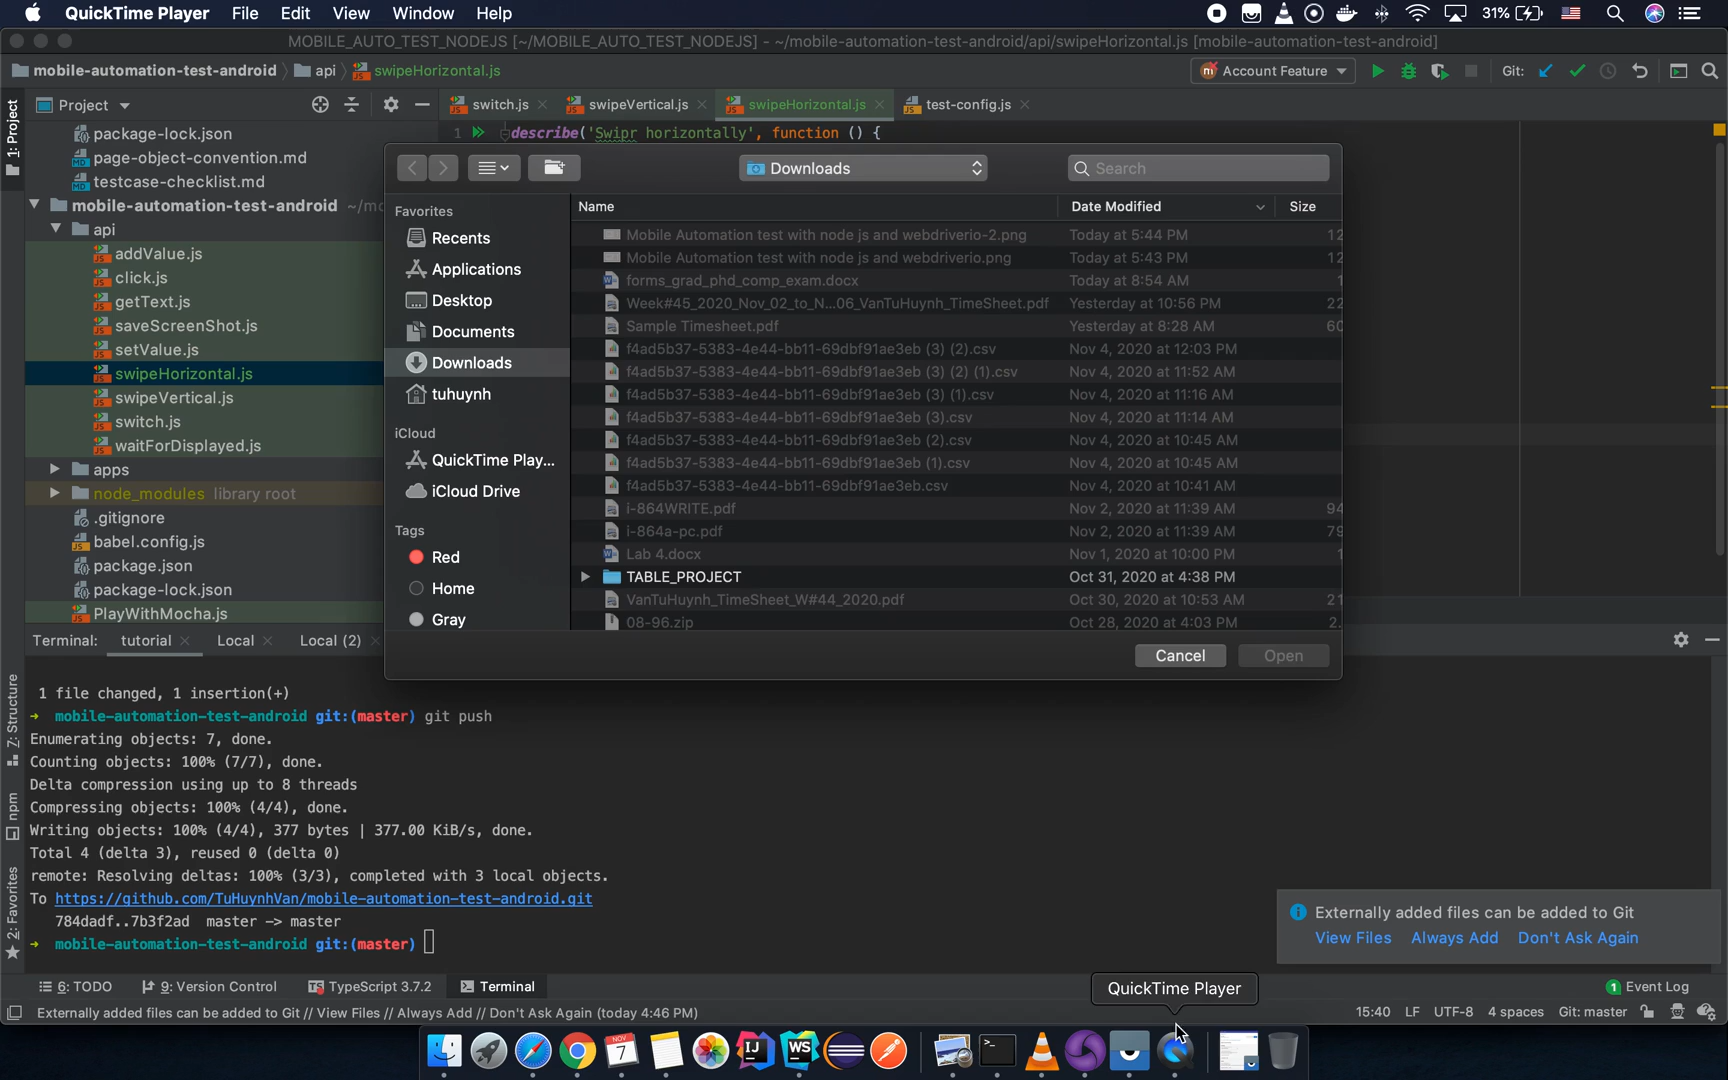 QuickTime Player File Edit View Window Help 31%
MOBILE_AUTO_TEST_NODEJS [~/MOBILE_AUTO_TEST_NODEJS] - ~/mobile-automation-test-android/api/swipeHorizontal.js [mobile-automation-test-android]
mobile-automation-test-android api swipeHorizontal.js Account Feature Git:
1: Project
Project
switch.js swipeVertical.js swipeHorizontal.js test-config.js
1 describe('Swipr horizontally', function () {
package-lock.json
page-object-convention.md
testcase-checklist.md
mobile-automation-test-android
api
addValue.js
click.js
getText.js
saveScreenShot.js
setValue.js
swipeHorizontal.js
swipeVertical.js
switch.js
waitForDisplayed.js
apps
node_modules library root
.gitignore
babel.config.js
package.json
package-lock.json
PlayWithMocha.js
Downloads
Search
Favorites
Recents
Applications
Desktop
Documents
Downloads
tuhuynh
iCloud
QuickTime Play...
iCloud Drive
Tags
Red
Home
Gray
Name Date Modified Size
Mobile Automation test with node js and webdriverio-2.png Today at 5:44 PM 12
Mobile Automation test with node js and webdriverio.png Today at 5:43 PM 12
forms_grad_phd_comp_exam.docx Today at 8:54 AM 1
Week#45_2020_Nov_02_to_N...06_VanTuHuynh_TimeSheet.pdf Yesterday at 10:56 PM 22
Sample Timesheet.pdf Yesterday at 8:28 AM 60
f4ad5b37-5383-4e44-bb11-69dbf91ae3eb (3) (2).csv Nov 4, 2020 at 12:03 PM
f4ad5b37-5383-4e44-bb11-69dbf91ae3eb (3) (2) (1).csv Nov 4, 2020 at 11:52 AM
f4ad5b37-5383-4e44-bb11-69dbf91ae3eb (3) (1).csv Nov 4, 2020 at 11:16 AM
f4ad5b37-5383-4e44-bb11-69dbf91ae3eb (3).csv Nov 4, 2020 at 11:14 AM
f4ad5b37-5383-4e44-bb11-69dbf91ae3eb (2).csv Nov 4, 2020 at 10:45 AM
f4ad5b37-5383-4e44-bb11-69dbf91ae3eb (1).csv Nov 4, 2020 at 10:45 AM
f4ad5b37-5383-4e44-bb11-69dbf91ae3eb.csv Nov 4, 2020 at 10:41 AM
i-864WRITE.pdf Nov 2, 2020 at 11:39 AM 94
i-864a-pc.pdf Nov 2, 2020 at 11:39 AM 79
Lab 4.docx Nov 1, 2020 at 10:00 PM 1
TABLE_PROJECT Oct 31, 2020 at 4:38 PM
VanTuHuynh_TimeSheet_W#44_2020.pdf Oct 30, 2020 at 10:53 AM 21
08-96.zip Oct 28, 2020 at 4:03 PM 2.
Cancel Open
Terminal: tutorial Local Local (2)
1 file changed, 1 insertion(+)
→ mobile-automation-test-android git:(master) git push
Enumerating objects: 7, done.
Counting objects: 100% (7/7), done.
Delta compression using up to 8 threads
Compressing objects: 100% (4/4), done.
Writing objects: 100% (4/4), 377 bytes | 377.00 KiB/s, done.
Total 4 (delta 3), reused 0 (delta 0)
remote: Resolving deltas: 100% (3/3), completed with 3 local objects.
To https://github.com/TuHuynhVan/mobile-automation-test-android.git
784dadf..7b3f2ad master -> master
→ mobile-automation-test-android git:(master)
7: Structure
npm
2: Favorites
Externally added files can be added to Git
View Files Always Add Don't Ask Again
QuickTime Player
6: TODO 9: Version Control TypeScript 3.7.2 Terminal 1 Event Log
Externally added files can be added to Git // View Files // Always Add // Don't Ask Again (today 4:46 PM) 15:40 LF UTF-8 4 spaces Git: master
NOV 7 IJ WS